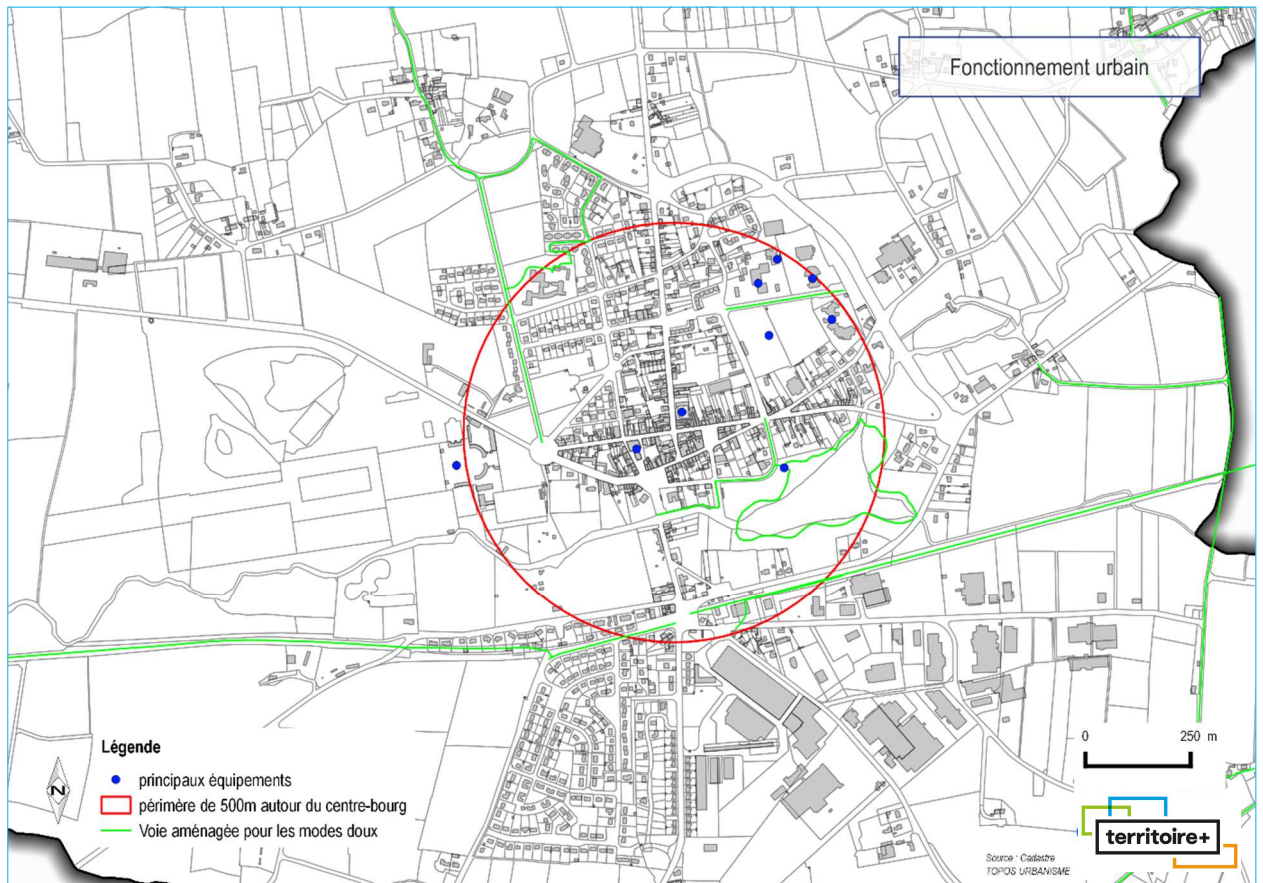 Fonctionnement urbain
Légende
principaux équipements
périmère de 500m autour du centre-bourg
Voie aménagée pour les modes doux
N
0 250 m
territoire+
Source : Cadastre
TOPOS URBANISME